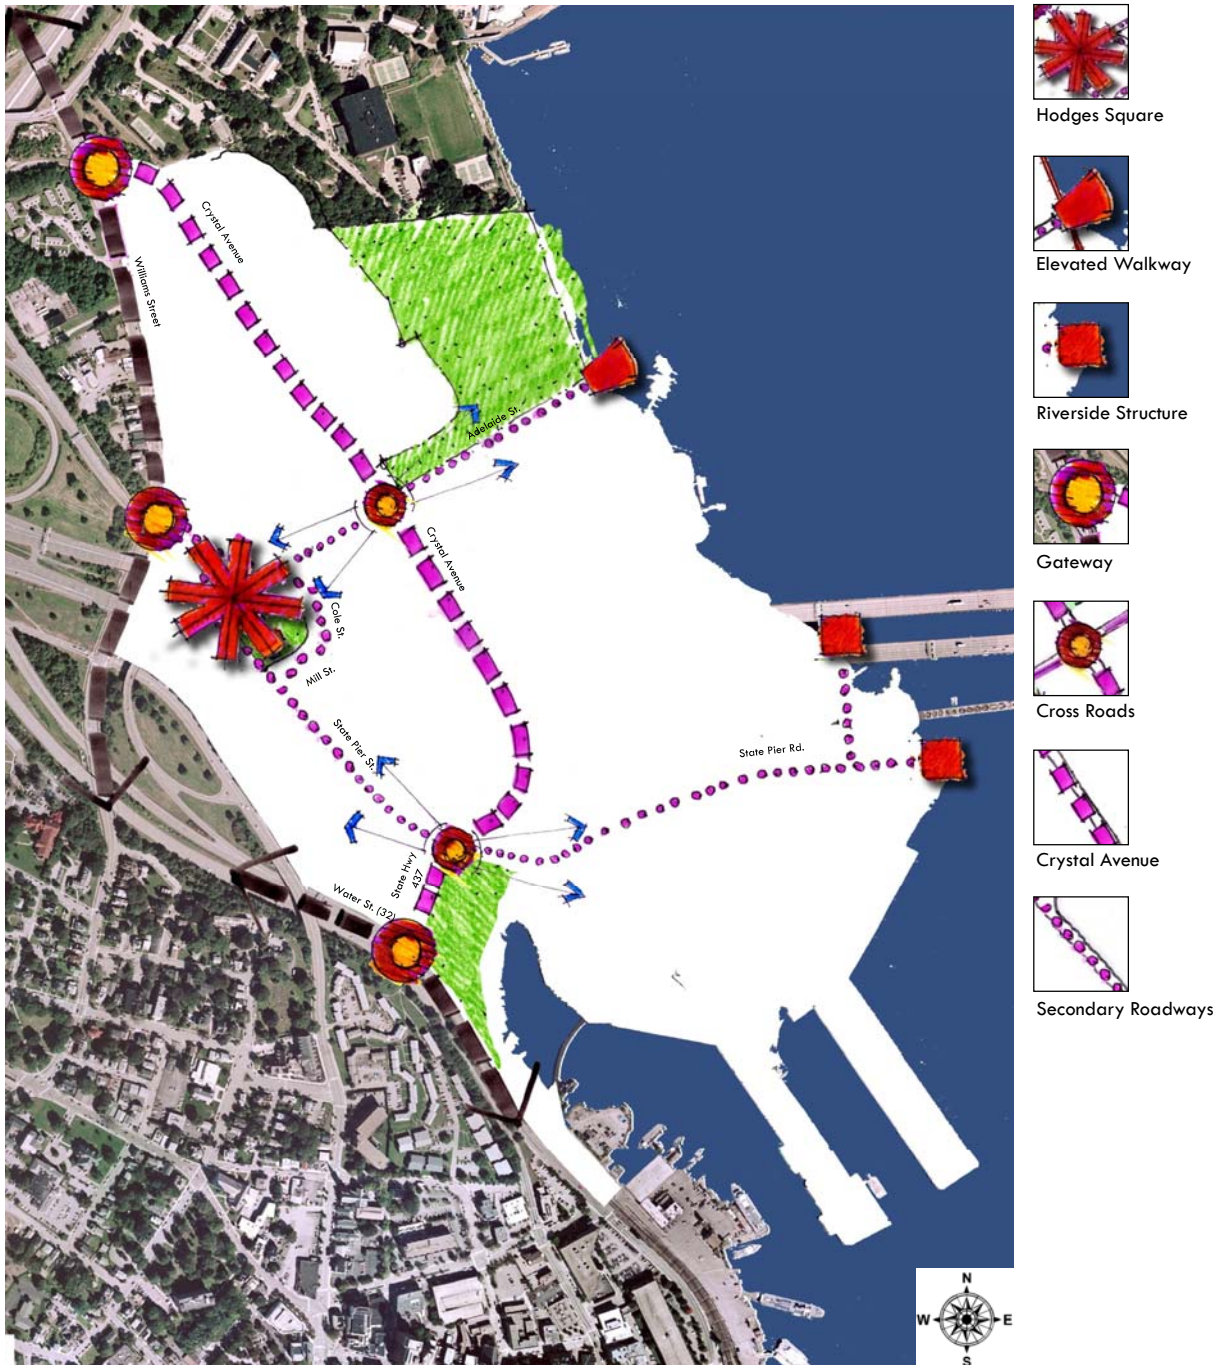 Hodges Square
Elevated Walkway
Riverside Structure
Gateway
Cross Roads
Crystal Avenue
Secondary Roadways
Crystal Avenue
Williams Street
Adelaide St.
Crystal Avenue
Cole St.
Mill St.
State Pier St.
State Pier Rd.
State Hwy
437
Water St. (32)
N
W
E
S